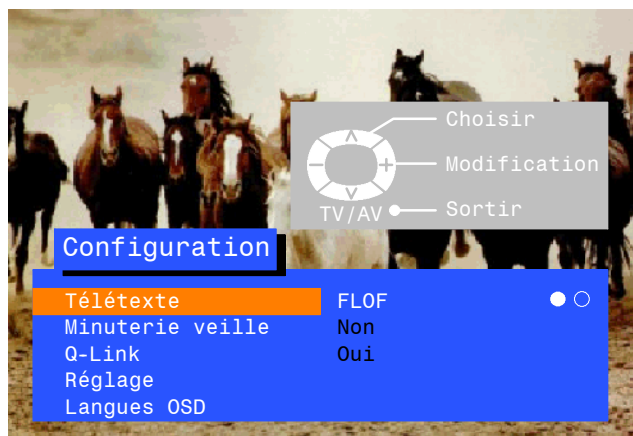 Choisir
Modification
TV/AV Sortir
Configuration
Télétexte FLOF
Minuterie veille Non
Q-Link Oui
Réglage
Langues OSD